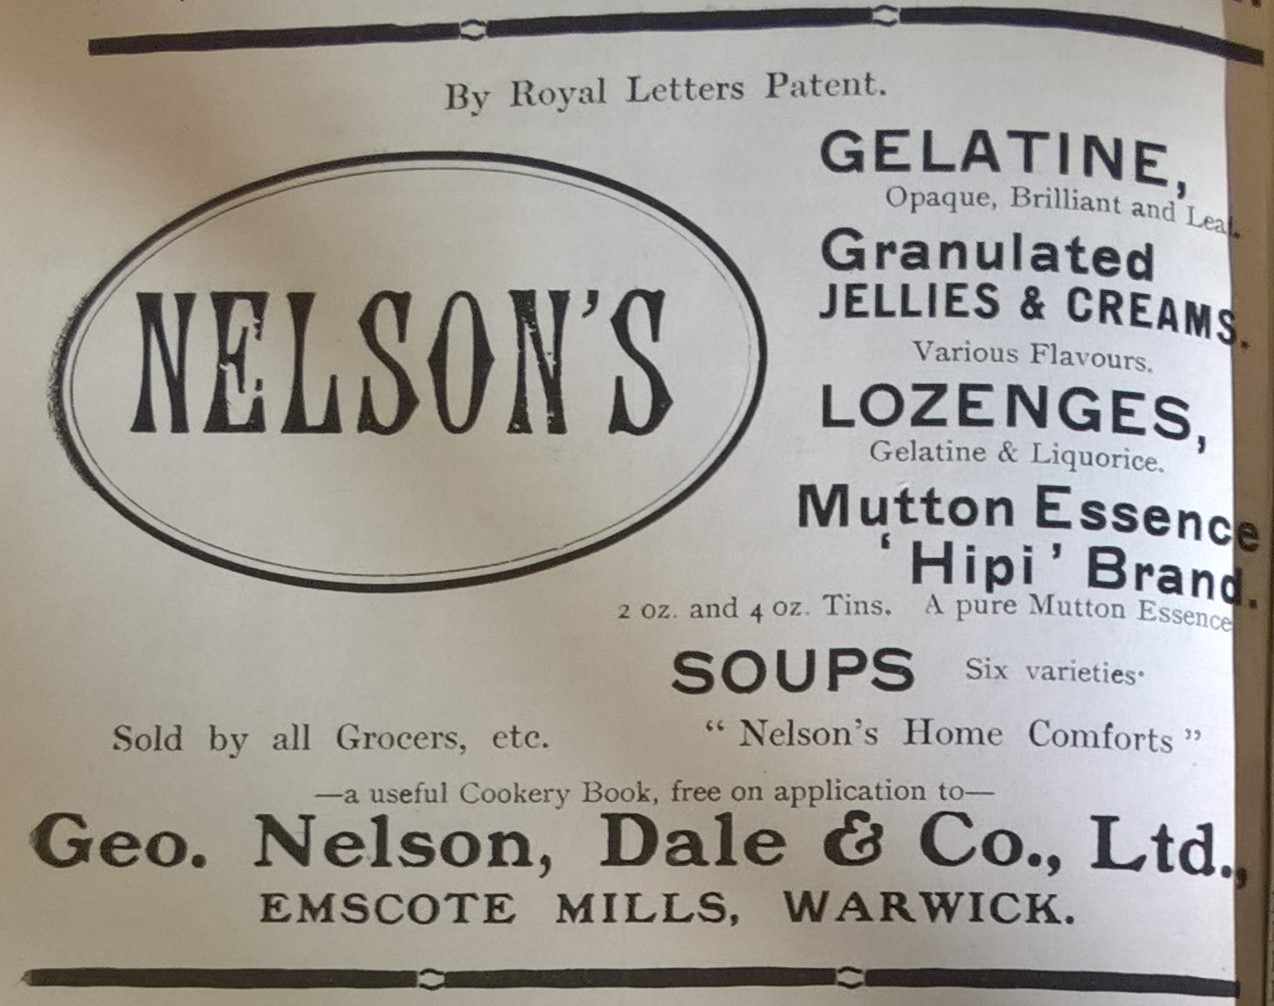 By Royal Letters Patent.
NELSON'S
GELATINE,
Opaque, Brilliant and Leaf.
Granulated
JELLIES & CREAMS.
Various Flavours.
LOZENGES,
Gelatine & Liquorice.
Mutton Essence
‘Hipi’ Brand.
2 oz. and 4 oz. Tins. A pure Mutton Essence
SOUPS Six varieties.
Sold by all Grocers, etc. “Nelson's Home Comforts”
—a useful Cookery Book, free on application to—
Geo. Nelson, Dale & Co., Ltd.,
EMSCOTE MILLS, WARWICK.